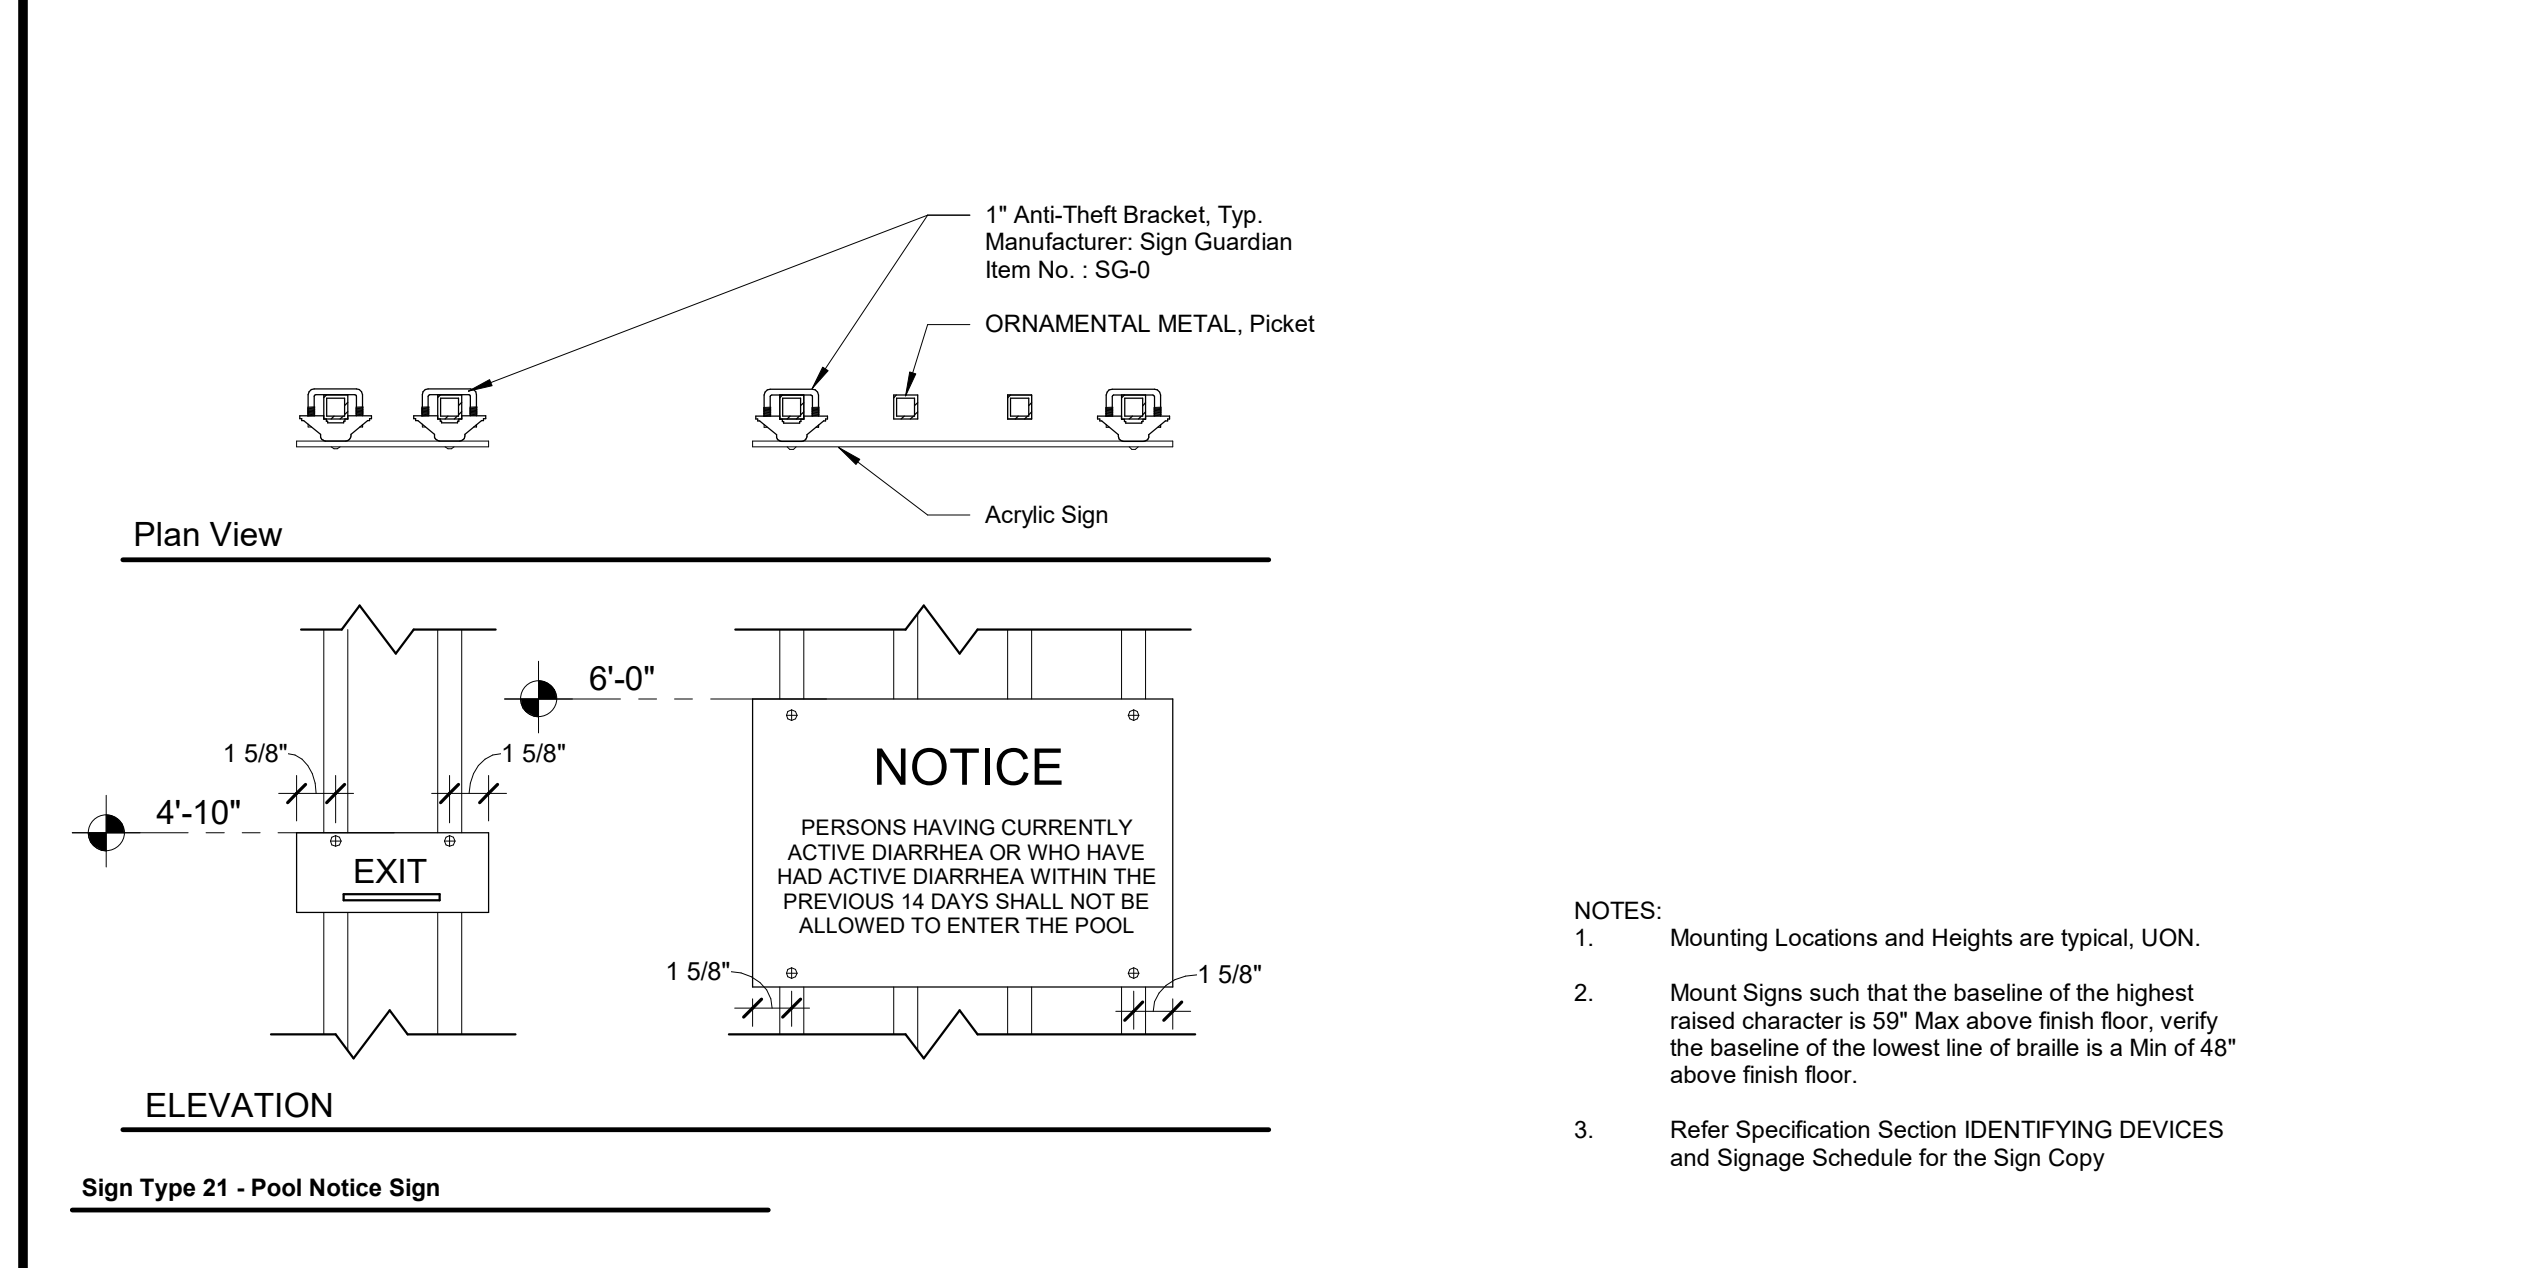 1" Anti-Theft Bracket, Typ.
Manufacturer: Sign Guardian
Item No. : SG-0
ORNAMENTAL METAL, Picket
Acrylic Sign
Plan View
6'-0"
1 5/8"
1 5/8"
4'-10"
EXIT
NOTICE
PERSONS HAVING CURRENTLY
ACTIVE DIARRHEA OR WHO HAVE
HAD ACTIVE DIARRHEA WITHIN THE
PREVIOUS 14 DAYS SHALL NOT BE
ALLOWED TO ENTER THE POOL
1 5/8"
1 5/8"
ELEVATION
Sign Type 21 - Pool Notice Sign
NOTES:
1. Mounting Locations and Heights are typical, UON.
2. Mount Signs such that the baseline of the highest
raised character is 59" Max above finish floor, verify
the baseline of the lowest line of braille is a Min of 48"
above finish floor.
3. Refer Specification Section IDENTIFYING DEVICES
and Signage Schedule for the Sign Copy